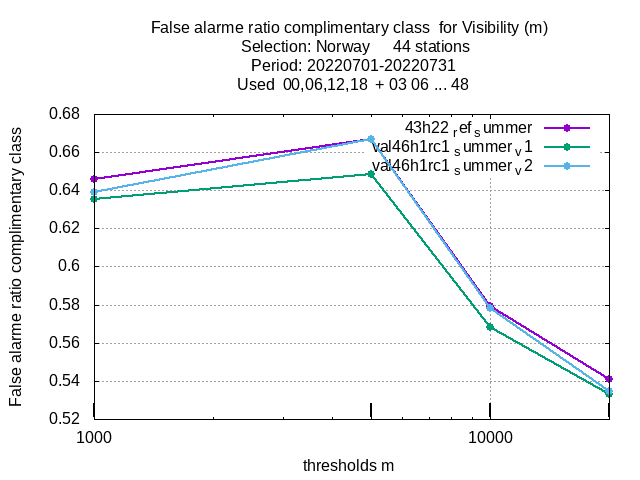 False alarme ratio complimentary class  for Visibility (m)
Selection: Norway     44 stations
Period: 20220701-20220731
Used  00,06,12,18  + 03 06 ... 48
43h22 ref summer
val46h1rc1 summer v1
val46h1rc1 summer v2
False alarme ratio complimentary class
0.68
0.66
0.64
0.62
0.6
0.58
0.56
0.54
0.52
1000
10000
thresholds m